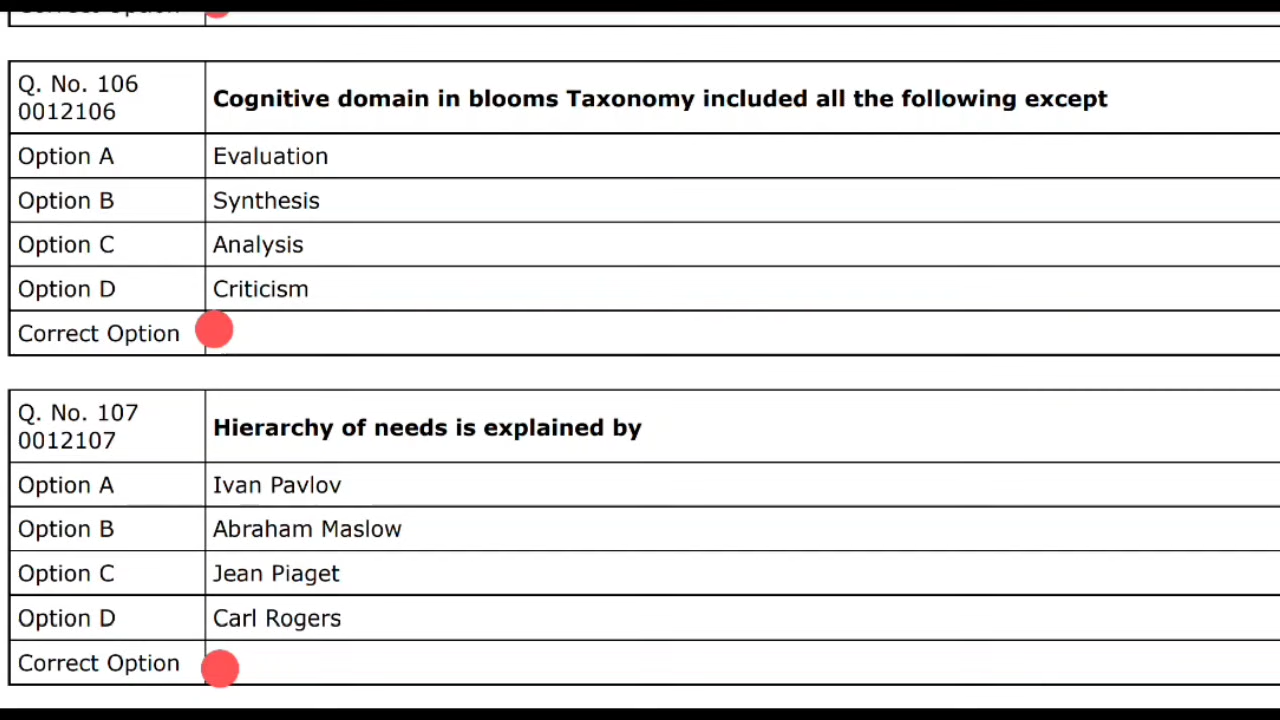 Q. No. 106
0012106
Cognitive domain in blooms Taxonomy included all the following except
Option A Evaluation
Option B Synthesis
Option C Analysis
Option D Criticism
Correct Option
Q. No. 107
0012107
Hierarchy of needs is explained by
Option A Ivan Pavlov
Option B Abraham Maslow
Option C Jean Piaget
Option D Carl Rogers
Correct Option